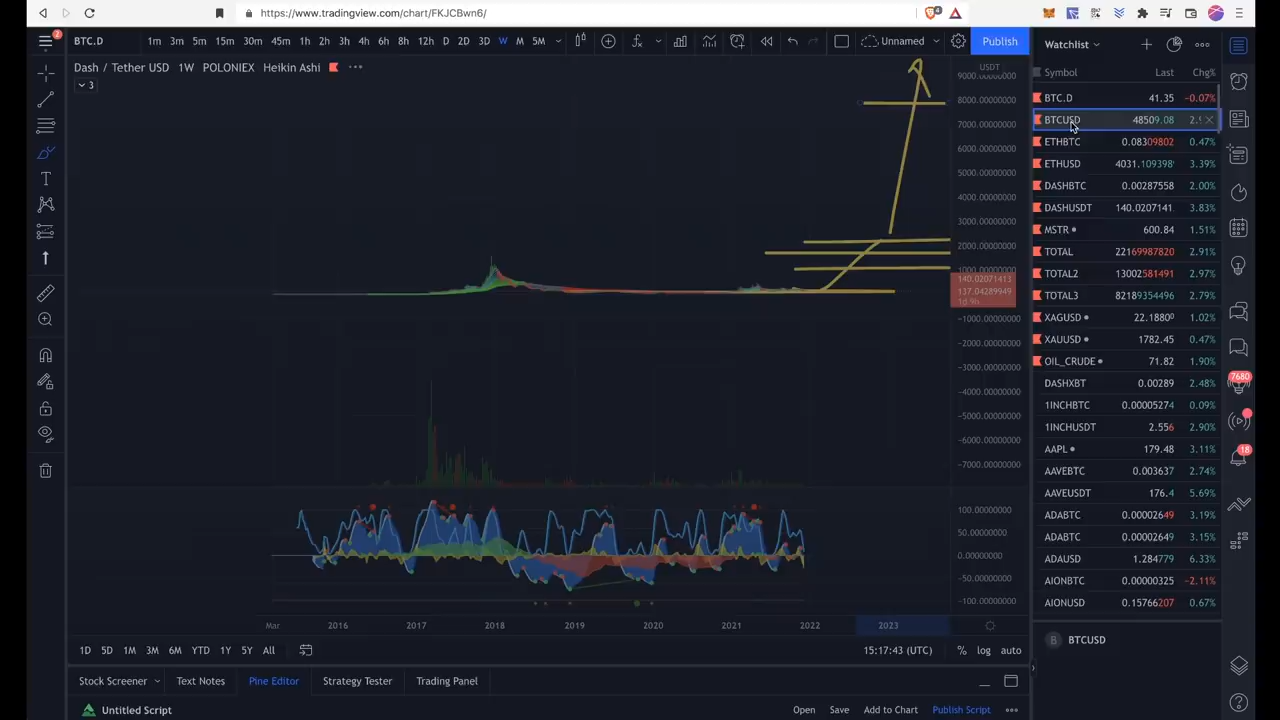 https://www.tradingview.com/chart/FKJCBwn6/
2
BTC.D 1m 3m 5m 15m 30m 45m 1h 2h 3h 4h 6h 8h 12h D 2D 3D W M 5M Unnamed Publish
Watchlist
Dash / Tether USD 1W POLONIEX Heikin Ashi
3
USDT
9000.00000000
8000.00000000
7000.00000000
6000.00000000
5000.00000000
4000.00000000
3000.00000000
2000.00000000
1000.00000000
140.02071413
137.04289949
1d 9h
-1000.00000000
-2000.00000000
-3000.00000000
-4000.00000000
-5000.00000000
-6000.00000000
-7000.00000000
100.00000000
50.00000000
0.00000000
-50.00000000
-100.00000000
Mar 2016 2017 2018 2019 2020 2021 2022 2023
1D 5D 1M 3M 6M YTD 1Y 5Y All 15:17:43 (UTC) % log auto
Stock Screener Text Notes Pine Editor Strategy Tester Trading Panel
Untitled Script Open Save Add to Chart Publish Script
Symbol Last Chg%
BTC.D 41.35 −0.07%
BTCUSD 48509.08
ETHBTC 0.08309802 0.47%
ETHUSD 4031.109398 3.39%
DASHBTC 0.00287558 2.00%
DASHUSDT 140.0207141 3.83%
MSTR 600.84 1.51%
TOTAL 22169987820 2.91%
TOTAL2 13002581491 2.97%
TOTAL3 82189354496 2.79%
XAGUSD 22.1880 1.02%
XAUUSD 1782.45 0.47%
OIL_CRUDE 71.82 1.90%
DASHXBT 0.00289 2.48%
1INCHBTC 0.00005274 0.09%
1INCHUSDT 2.556 2.90%
AAPL 179.48 3.11%
AAVEBTC 0.003637 2.74%
AAVEUSDT 176.4 5.69%
ADABTC 0.00002649 3.19%
ADABTC 0.00002649 3.15%
ADAUSD 1.284779 6.33%
AIONBTC 0.00000325 −2.11%
AIONUSD 0.15766207 0.67%
B BTCUSD
7680
18